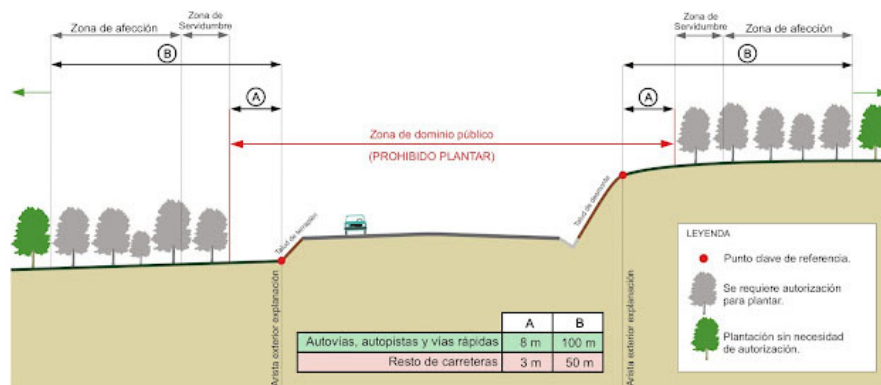 Zona de afección
Zona de
Servidumbre
B
A
Zona de dominio público
(PROHIBIDO PLANTAR)
Zona
de Servidumbre
Zona de afección
B
A
Talud de terraplén
Talud de desmonte
Arista exterior explanación
Arista exterior explanación
A B
Autovías, autopistas y vías rápidas 8 m 100 m
Resto de carreteras 3 m 50 m
LEYENDA
Punto clave de referencia.
Se requiere autorización
para plantar.
Plantación sin necesidad
de autorización.